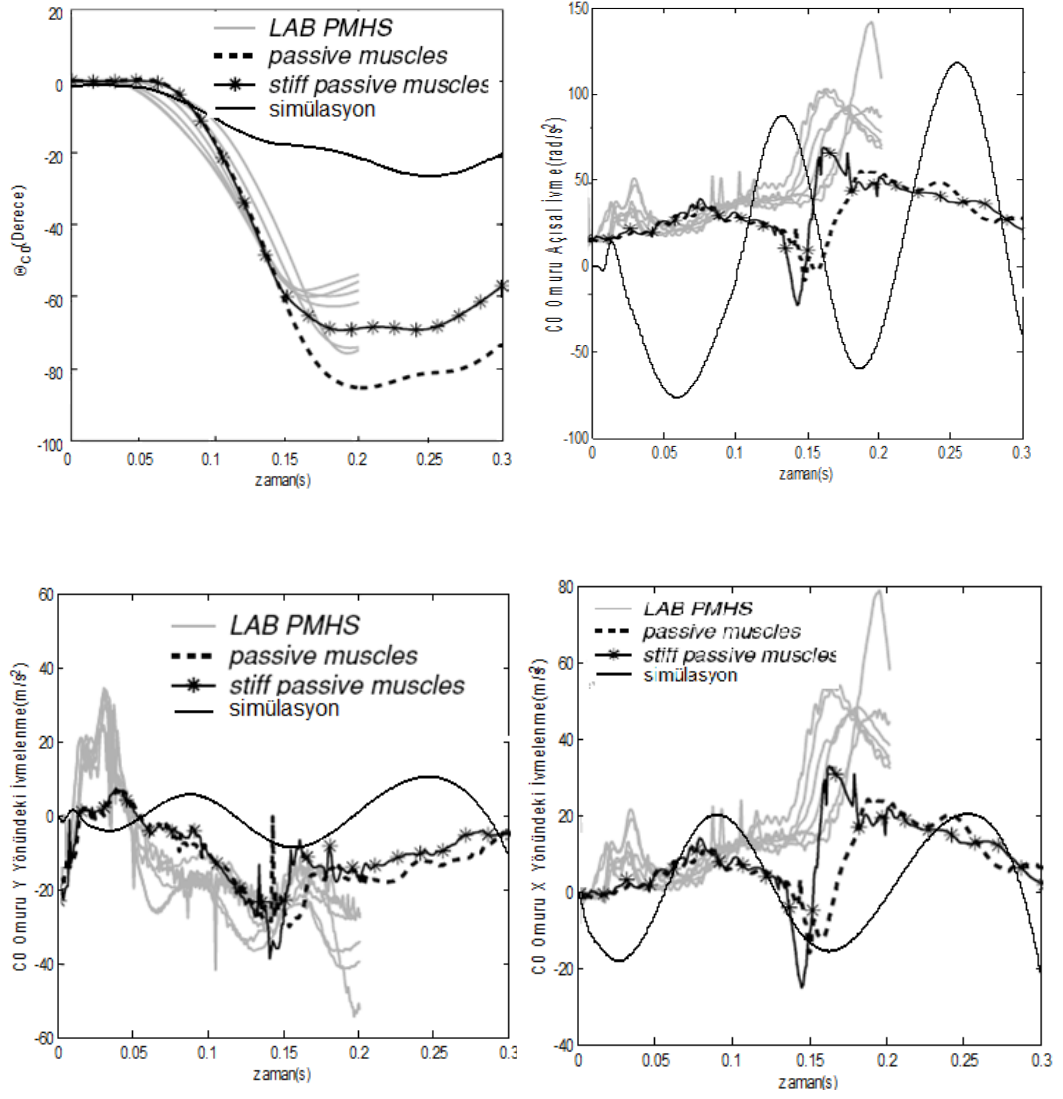 20
0
-20
-40
-60
-80
-100
0
0.05
0.1
0.15
0.2
0.25
0.3
zaman(s)
ΘC0(Derece)
LAB PMHS
passive muscles
stiff passive muscles
simülasyon
150
100
50
0
-50
-100
0
0.05
0.1
0.15
0.2
0.25
0.3
zaman(s)
C0 Omuru Açısal İvme(rad/s²)
60
40
20
0
-20
-40
-60
0
0.05
0.1
0.15
0.2
0.25
0.3
zaman(s)
C0 Omuru Y Yönündeki İvmelenme(m/s²)
LAB PMHS
passive muscles
stiff passive muscles
simülasyon
80
60
40
20
0
-20
-40
0
0.05
0.1
0.15
0.2
0.25
0.3
zaman(s)
C0 Omuru X Yönündeki İvmelenme(m/s²)
LAB PMHS
passive muscles
stiff passive muscles
simülasyon